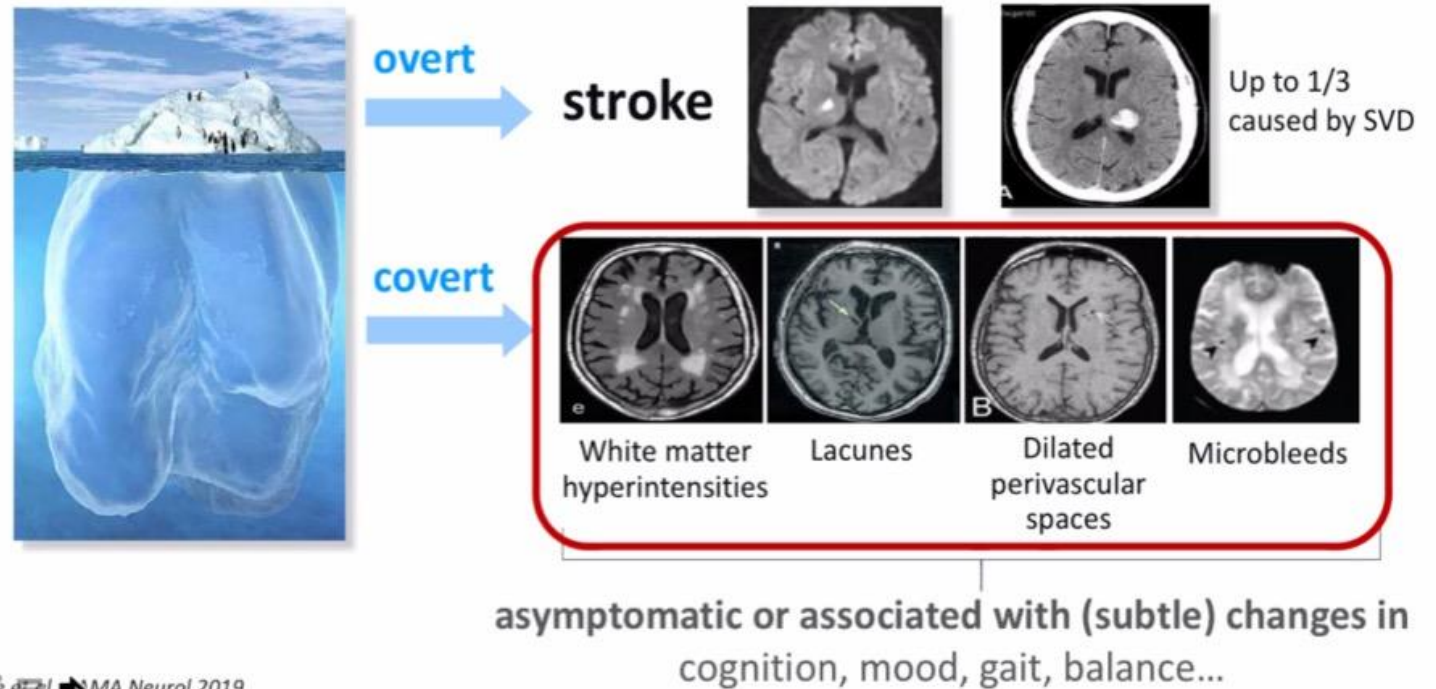 overt
stroke
Up to 1/3
caused by SVD
A
covert
e
B
White matter
hyperintensities
Lacunes
Dilated
perivascular
spaces
Microbleeds
asymptomatic or associated with (subtle) changes in
cognition, mood, gait, balance...
AMA Neurol 2019